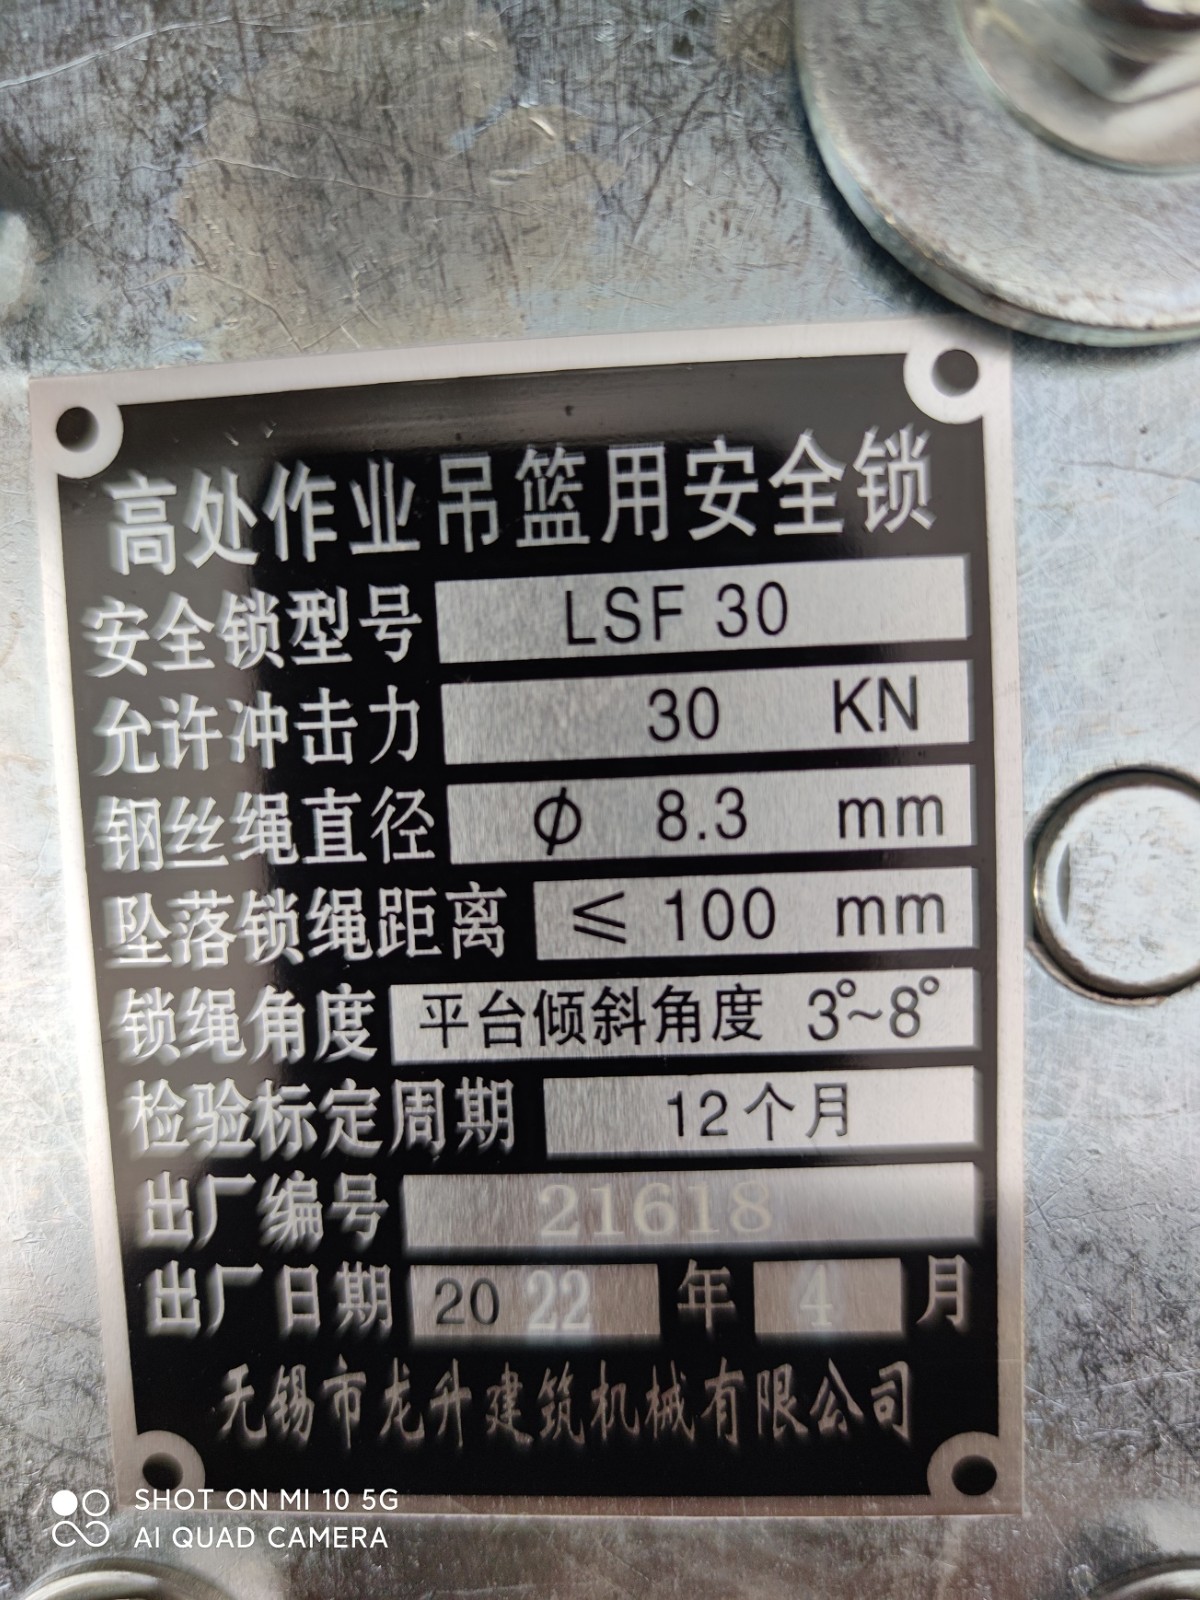 高处作业吊篮用安全锁
安全锁型号 LSF 30
允许冲击力 30 KN
钢丝绳直径 φ 8.3 mm
坠落锁绳距离 ≤ 100 mm
锁绳角度 平台倾斜角度 3°~8°
检验标定周期 12个月
出厂编号 21618
出厂日期 2022 年 4 月
无锡市龙升建筑机械有限公司
SHOT ON MI 10 5G
AI QUAD CAMERA